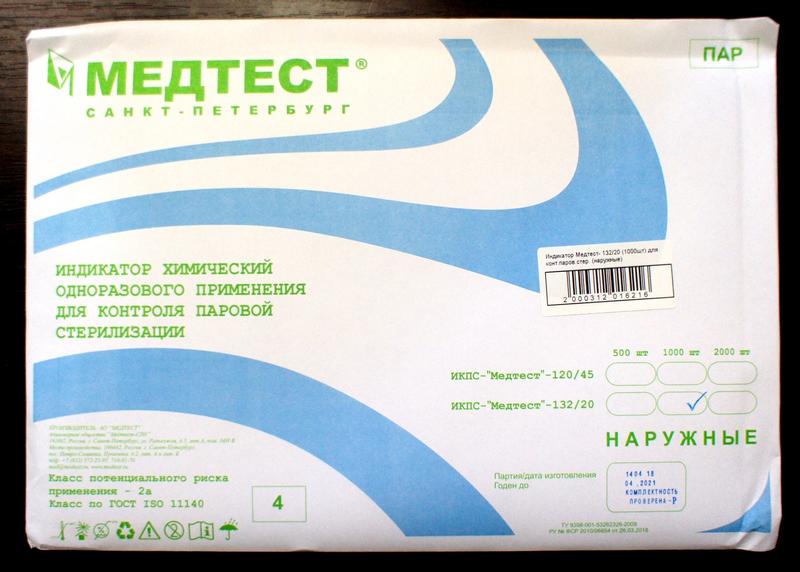 МЕДТЕСТ®
САНКТ-ПЕТЕРБУРГ
ПАР
Индикатор Медтест- 132/20 (1000шт) для
конт.паров.стер. (наружные)
2 000312 016216
ИНДИКАТОР ХИМИЧЕСКИЙ
ОДНОРАЗОВОГО ПРИМЕНЕНИЯ
ДЛЯ КОНТРОЛЯ ПАРОВОЙ
СТЕРИЛИЗАЦИИ
500 шт 1000 шт 2000 шт
ИКПС-"Медтест"-120/45
ИКПС-"Медтест"-132/20
НАРУЖНЫЕ
ПРОИЗВОДИТЕЛЬ: АО "МЕДТЕСТ"
Класс потенциального риска
применения - 2а
Класс по ГОСТ ISO 11140
4
Партия/дата изготовления
Годен до
1404 18
04.2021
КОМПЛЕКТНОСТЬ
ПРОВЕРЕНА-Р